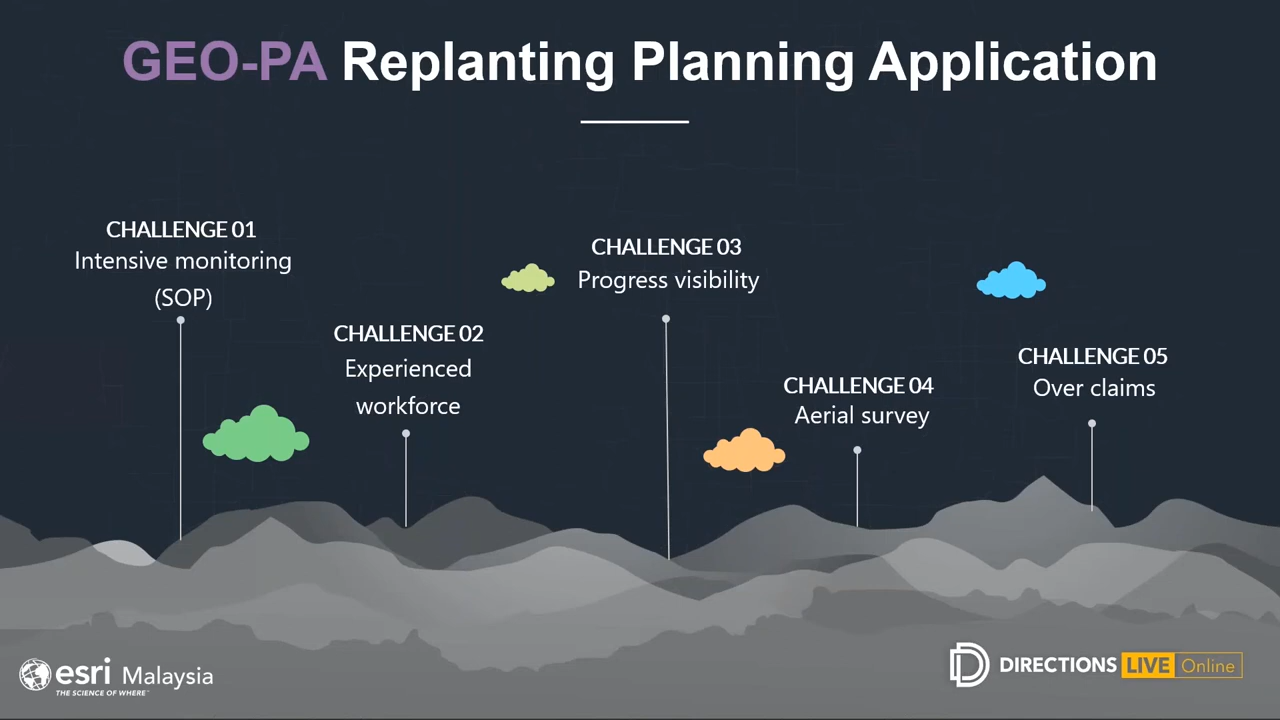 GEO-PA Replanting Planning Application
CHALLENGE 01
Intensive monitoring
(SOP)
CHALLENGE 02
Experienced
workforce
CHALLENGE 03
Progress visibility
CHALLENGE 04
Aerial survey
CHALLENGE 05
Over claims
esri Malaysia
THE SCIENCE OF WHERE™
DIRECTIONS LIVE Online